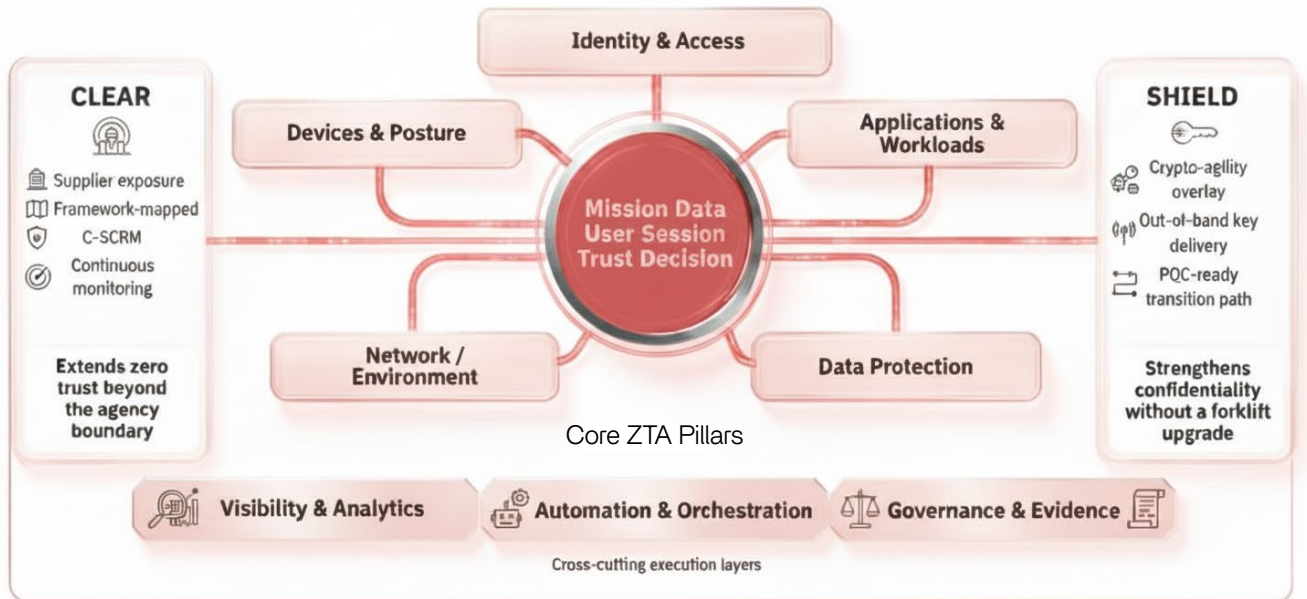 Identity & Access
CLEAR
Supplier exposure
Framework-mapped
C-SCRM
Continuous
monitoring
Extends zero
trust beyond
the agency
boundary
Devices & Posture
Applications &
Workloads
Mission Data
User Session
Trust Decision
Network /
Environment
Data Protection
Core ZTA Pillars
SHIELD
Crypto-agility
overlay
Out-of-band key
delivery
PQC-ready
transition path
Strengthens
confidentiality
without a forklift
upgrade
Visibility & Analytics
Automation & Orchestration
Governance & Evidence
Cross-cutting execution layers